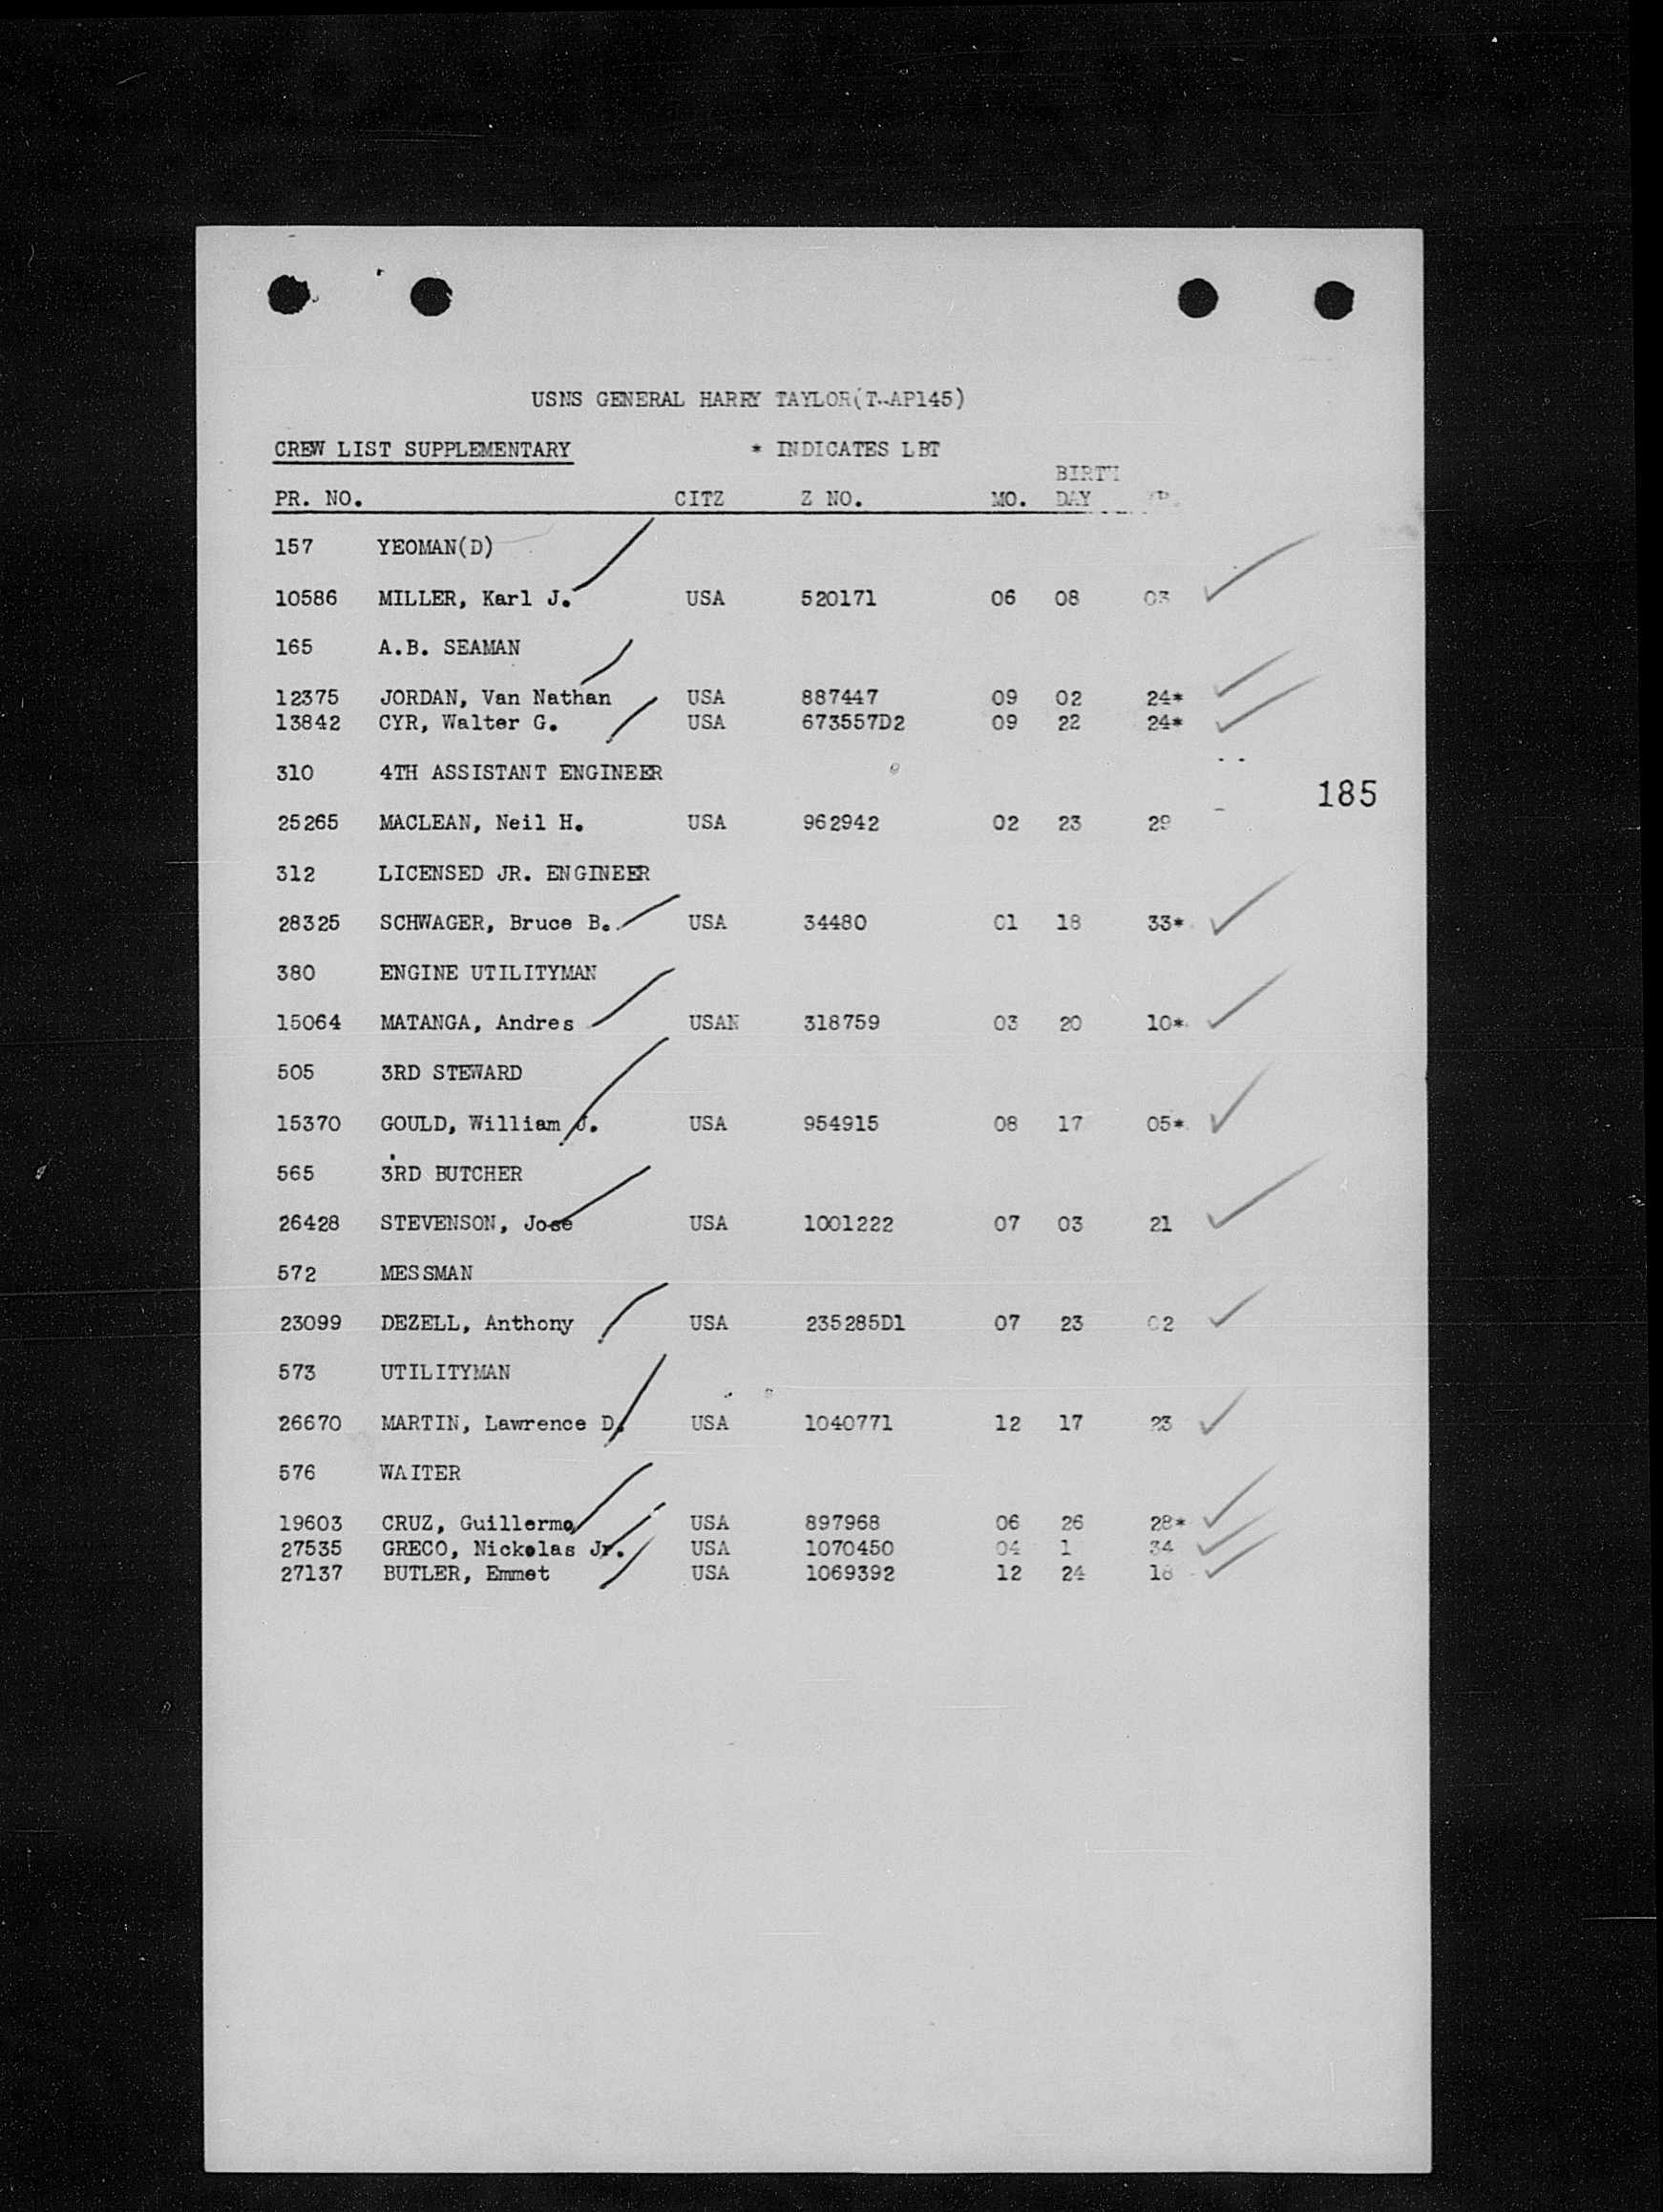 USNS GENERAL HARRY TAYLOR(T-AP145)
CREW LIST SUPPLEMENTARY * INDICATES LBT
BIRTH
PR. NO. CITZ Z NO. MO. DAY YR.
157 YEOMAN(D)
10586 MILLER, Karl J. USA 520171 06 08 03
165 A.B. SEAMAN
12375 JORDAN, Van Nathan USA 887447 09 02 24*
13842 CYR, Walter G. USA 673557D2 09 22 24*
310 4TH ASSISTANT ENGINEER
185
25265 MACLEAN, Neil H. USA 962942 02 23 29
312 LICENSED JR. ENGINEER
28325 SCHWAGER, Bruce B. USA 34480 01 18 33*
380 ENGINE UTILITYMAN
15064 MATANGA, Andres USAN 318759 03 20 10*
505 3RD STEWARD
15370 GOULD, William J. USA 954915 08 17 05*
565 3RD BUTCHER
26428 STEVENSON, Jose USA 1001222 07 03 21
572 MESSMAN
23099 DEZELL, Anthony USA 235285D1 07 23 02
573 UTILITYMAN
26670 MARTIN, Lawrence D. USA 1040771 12 17 23
576 WAITER
19603 CRUZ, Guillermo USA 897968 06 26 28*
27535 GRECO, Nickolas Jr. USA 1070450 04 1 34
27137 BUTLER, Emmet USA 1069392 12 24